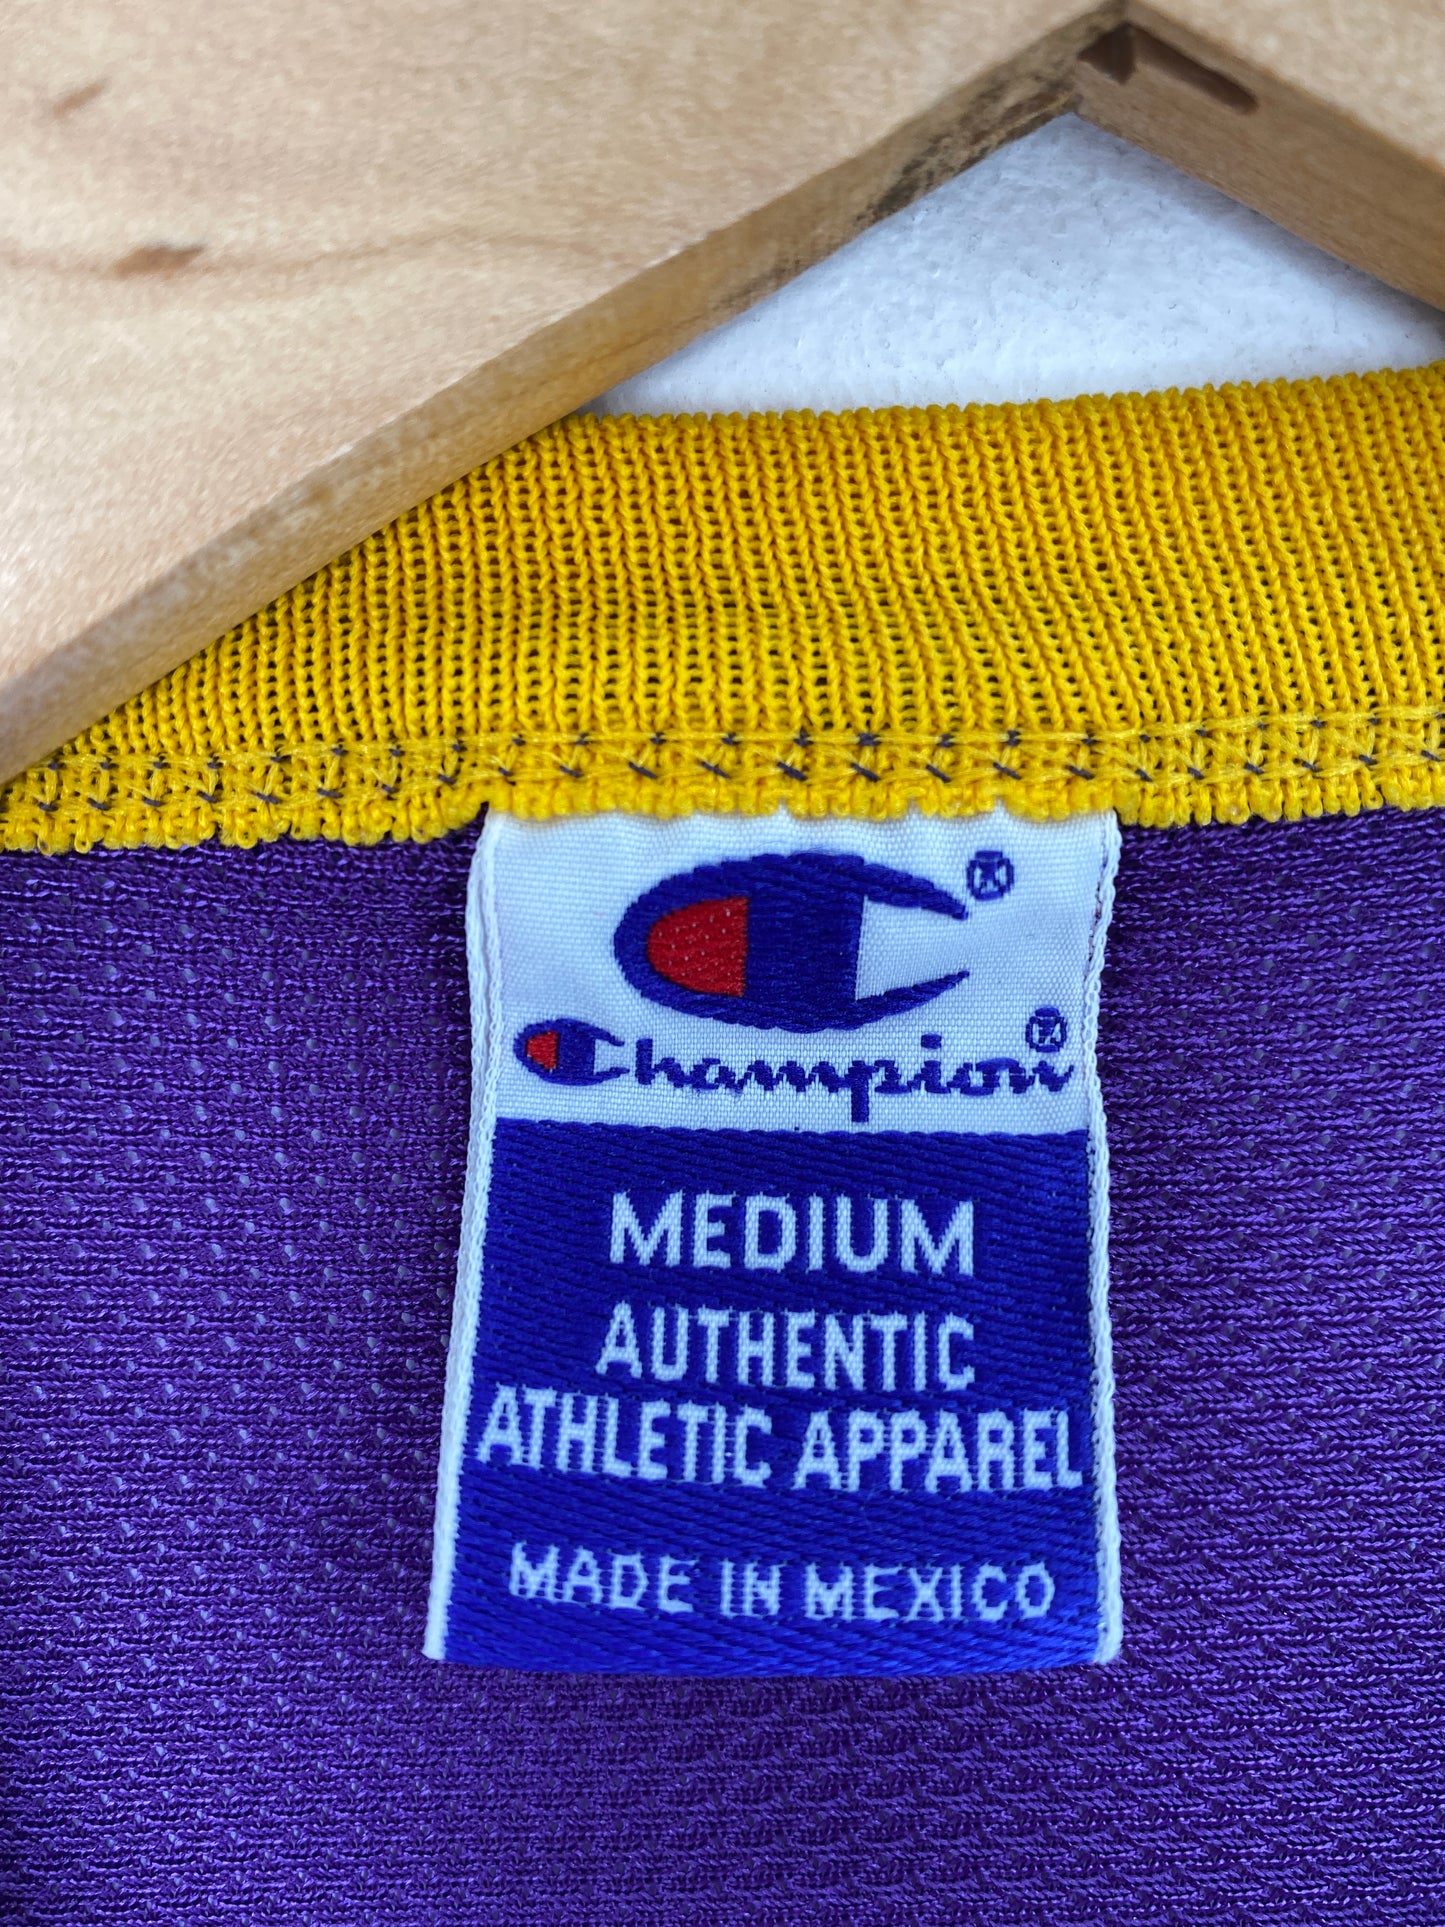 Champion
MEDIUM
AUTHENTIC
ATHLETIC APPAREL
MADE IN MEXICO